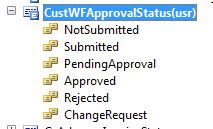 CustWFApprovalStatus(usr)
NotSubmitted
Submitted
PendingApproval
Approved
Rejected
ChangeRequest